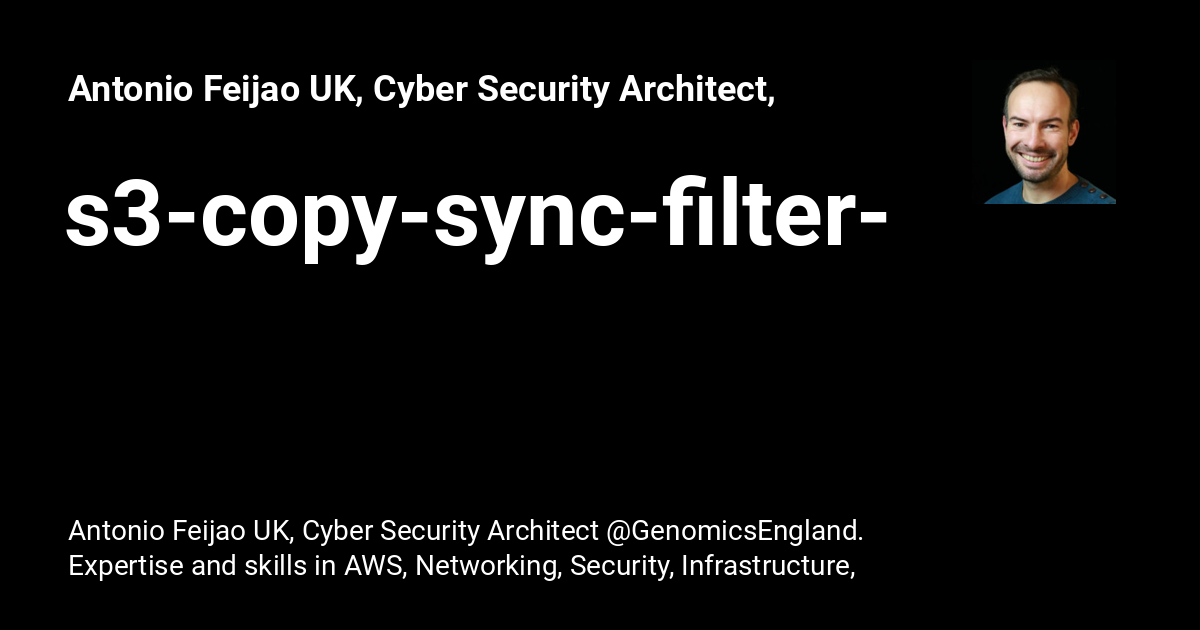 Antonio Feijao UK, Cyber Security Architect,
s3-copy-sync-filter-
Antonio Feijao UK, Cyber Security Architect @GenomicsEngland.
Expertise and skills in AWS, Networking, Security, Infrastructure,